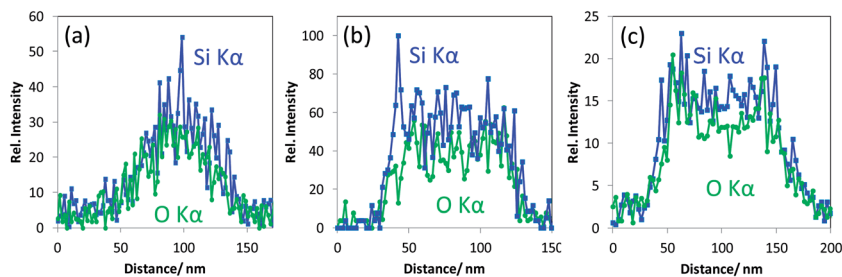 (a)
Si Kα
O Kα
Rel. Intensity
60
50
40
30
20
10
0
0 50 100 150
Distance/ nm
(b)
Si Kα
O Kα
Rel. Intensity
100
80
60
40
20
0
0 50 100 150
Distance/ nm
(c)
Si Kα
O Kα
Rel. Intensity
25
20
15
10
5
0
0 50 100 150 200
Distance/ nm